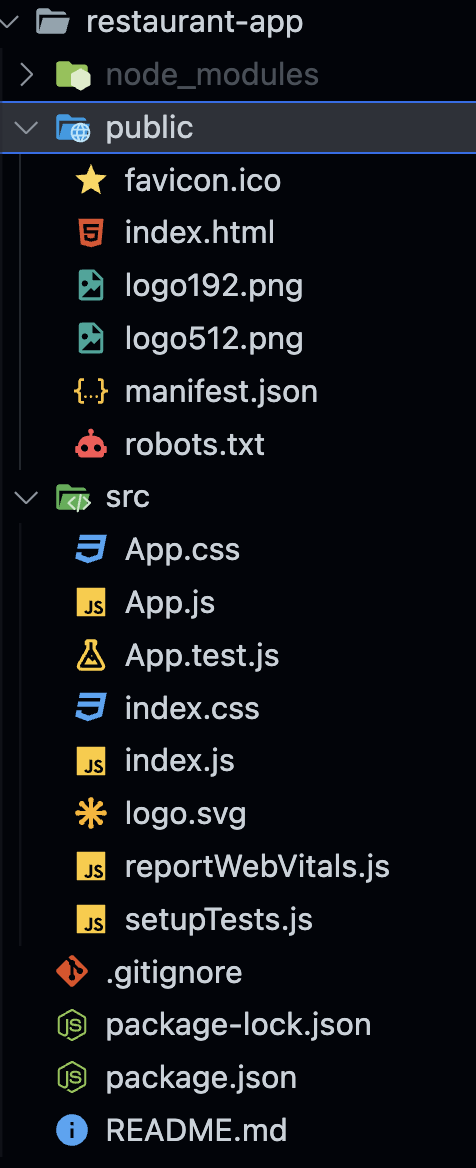 restaurant-app
node_modules
public
favicon.ico
index.html
logo192.png
logo512.png
manifest.json
robots.txt
src
App.css
App.js
App.test.js
index.css
index.js
logo.svg
reportWebVitals.js
setupTests.js
.gitignore
package-lock.json
package.json
README.md